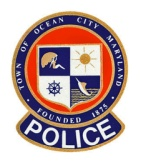 TOWN OF OCEAN CITY MARYLAND
FOUNDED 1875
POLICE